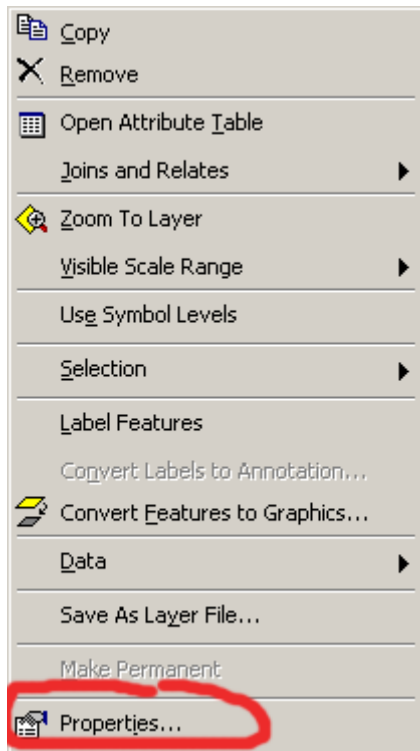 Copy
Remove
Open Attribute Table
Joins and Relates
Zoom To Layer
Visible Scale Range
Use Symbol Levels
Selection
Label Features
Convert Labels to Annotation...
Convert Features to Graphics...
Data
Save As Layer File...
Make Permanent
Properties...